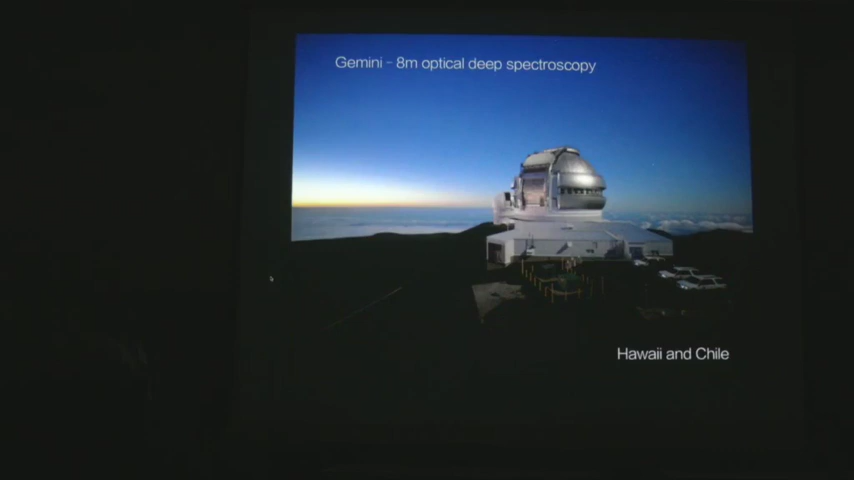 Gemini - 8m optical deep spectroscopy
Hawaii and Chile